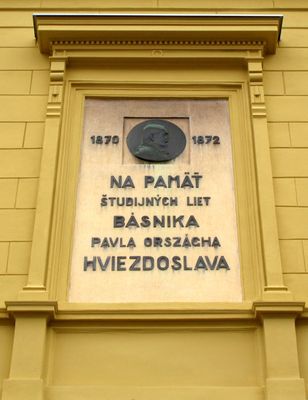 1870 1872
NA PAMÄŤ
ŠTUDIJNÝCH LIET
BÁSNIKA
PAVLA ORSZÁGHA
HVIEZDOSLAVA